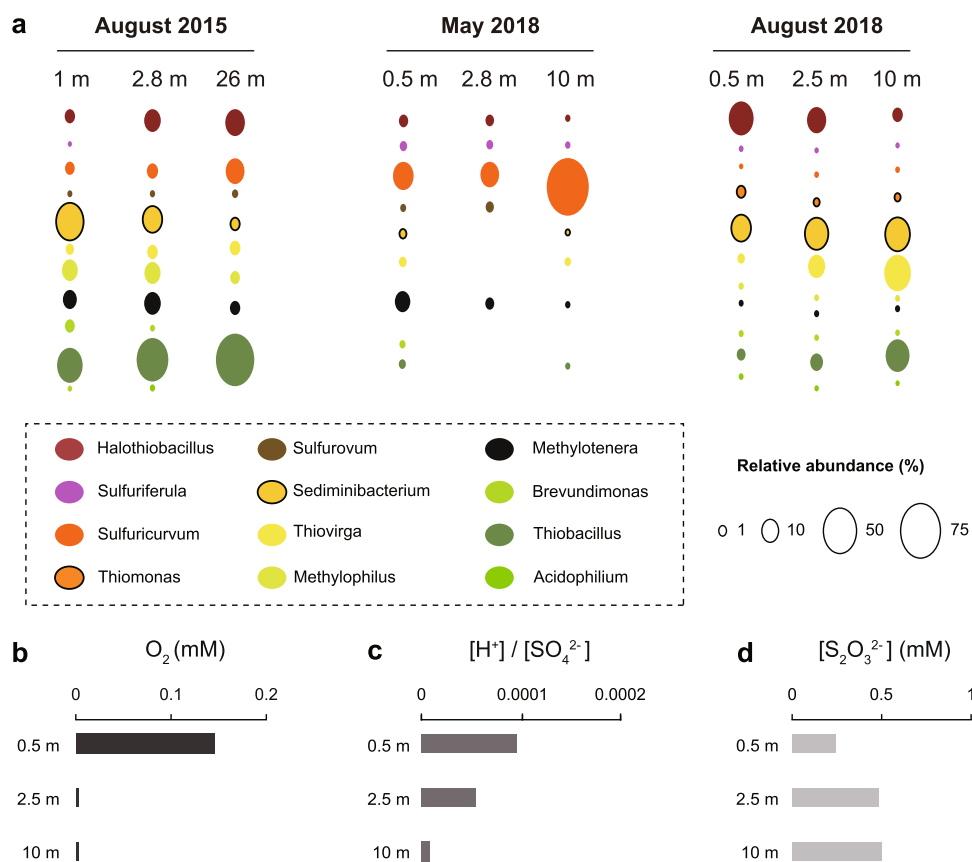 a
August 2015 May 2018 August 2018
1 m 2.8 m 26 m 0.5 m 2.8 m 10 m 0.5 m 2.5 m 10 m
Halothiobacillus Sulfurovum Methylotenera
Sulfuriferula Sediminibacterium Brevundimonas
Sulfuricurvum Thiovirga Thiobacillus
Thiomonas Methylophilus Acidophilium
Relative abundance (%)
1 10 50 75
b O₂ (mM) c [H⁺] / [SO₄²⁻] d [S₂O₃²⁻] (mM)
0 0.1 0.2 0 0.0001 0.0002 0 0.5 1
0.5 m 0.5 m 0.5 m
2.5 m 2.5 m 2.5 m
10 m 10 m 10 m